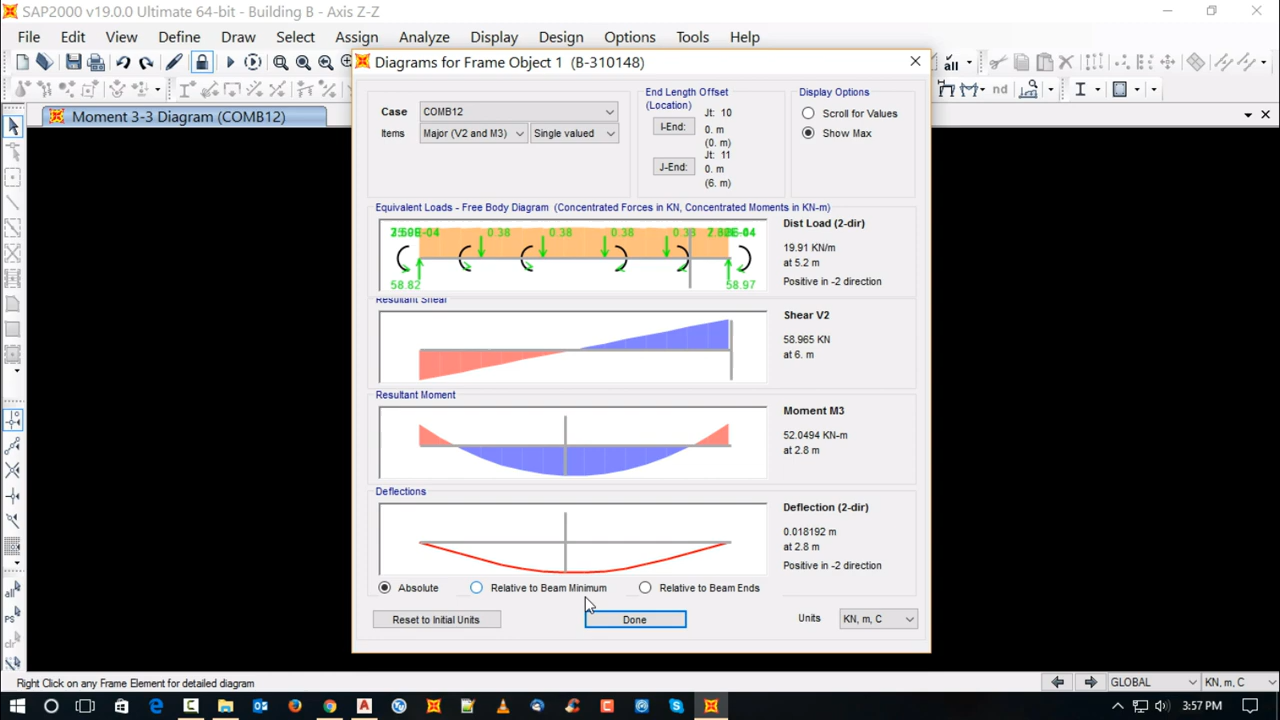 SAP2000 v19.0.0 Ultimate 64-bit - Building B - Axis Z-Z
File Edit View Define Draw Select Assign Analyze Display Design Options Tools Help
all
nd
Moment 3-3 Diagram (COMB12)
Diagrams for Frame Object 1 (B-310148)
Case COMB12
Items Major (V2 and M3) Single valued
End Length Offset
(Location)
I-End: Jt: 10
0. m
(0. m)
J-End: Jt: 11
0. m
(6. m)
Display Options
Scroll for Values
Show Max
Equivalent Loads - Free Body Diagram (Concentrated Forces in KN, Concentrated Moments in KN-m)
0.38 0.38 0.38 0.38
58.82 58.97
Dist Load (2-dir)
19.91 KN/m
at 5.2 m
Positive in -2 direction
Resultant Shear
Shear V2
58.965 KN
at 6. m
Resultant Moment
Moment M3
52.0494 KN-m
at 2.8 m
Deflections
Deflection (2-dir)
0.018192 m
at 2.8 m
Positive in -2 direction
Absolute Relative to Beam Minimum Relative to Beam Ends
Reset to Initial Units Done Units KN, m, C
all
PS
clr
Right Click on any Frame Element for detailed diagram
GLOBAL KN, m, C
3:57 PM